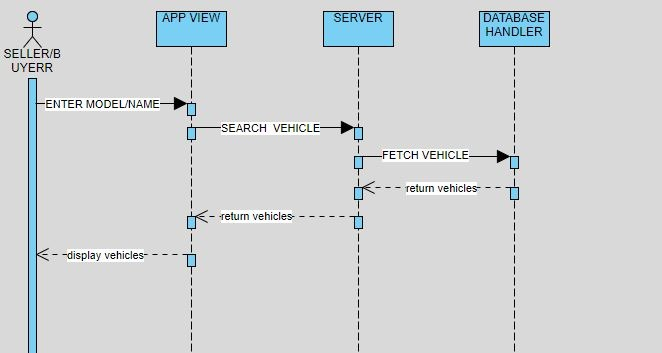 APP VIEW
SERVER
DATABASE
HANDLER
SELLER/B
UYERR
ENTER MODEL/NAME
SEARCH VEHICLE
FETCH VEHICLE
return vehicles
return vehicles
display vehicles